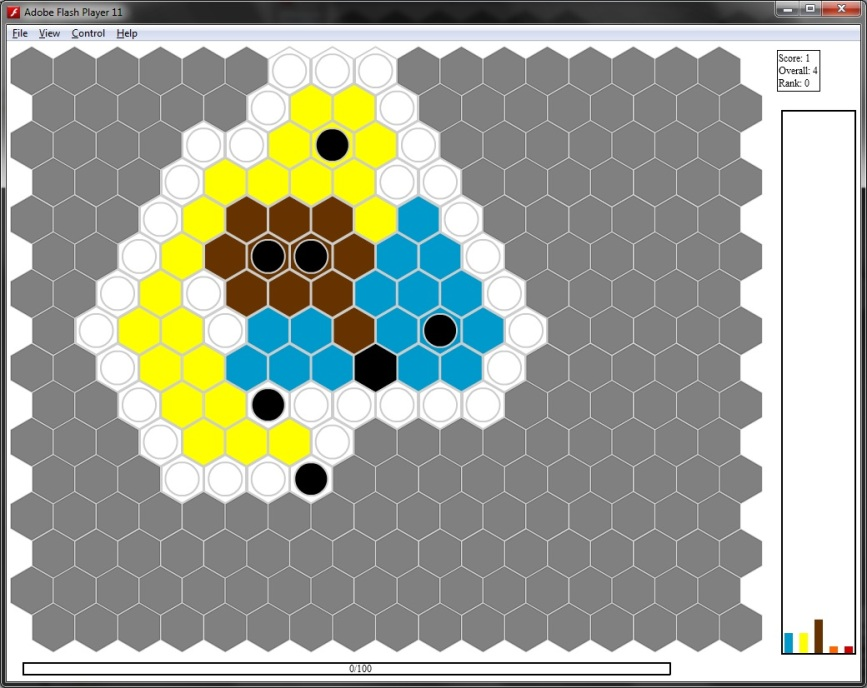 Adobe Flash Player 11
File View Control Help
Score: 1
Overall: 4
Rank: 0
0/100